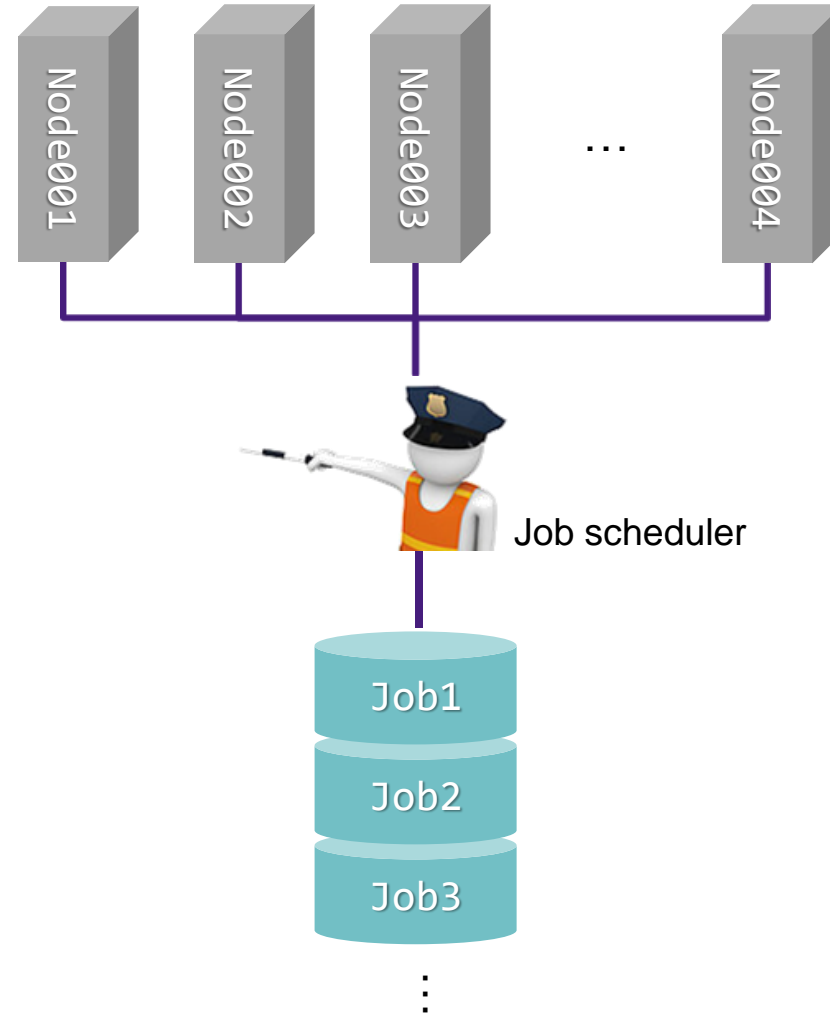 Node001
Node002
Node003
…
Node004
Job scheduler
Job1
Job2
Job3
⋮